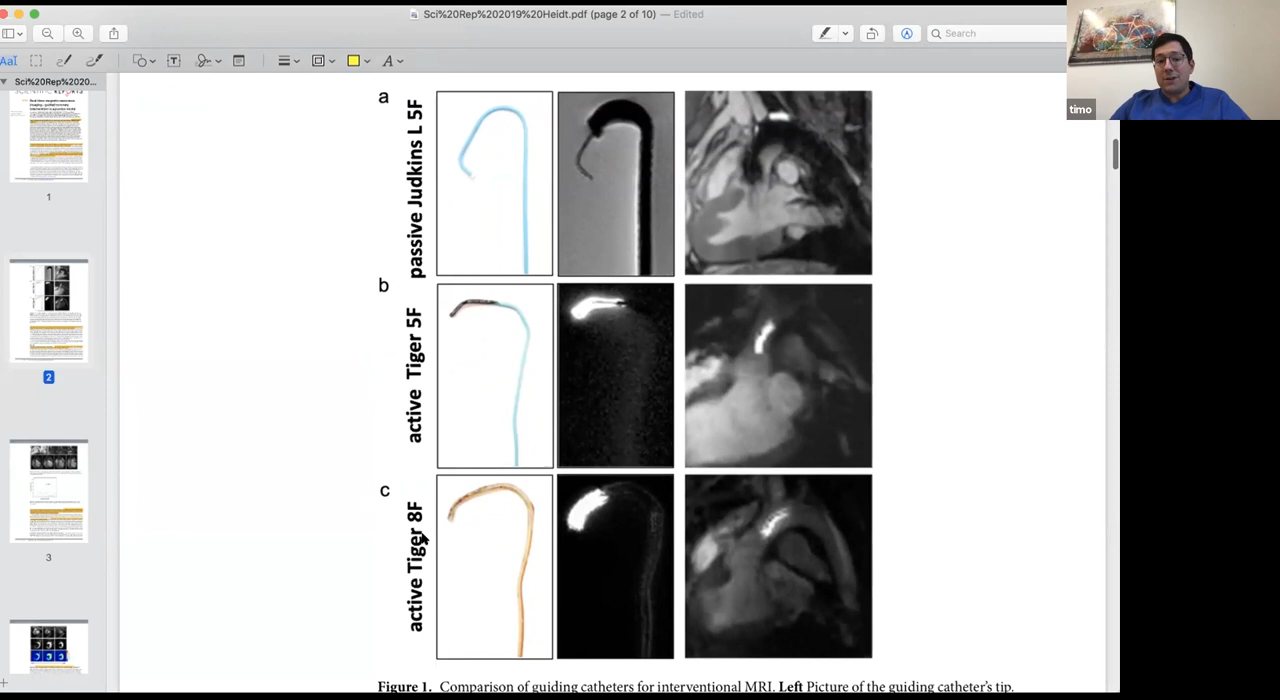 Sci%20Rep%202019%20Heidt.pdf (page 2 of 10) — Edited
Search
AaI
T
A
Sci%20Rep%2020...
1
2
3
a
passive Judkins L 5F
b
active Tiger 5F
c
active Tiger 8F
Figure 1. Comparison of guiding catheters for interventional MRI. Left Picture of the guiding catheter's tip.
timo